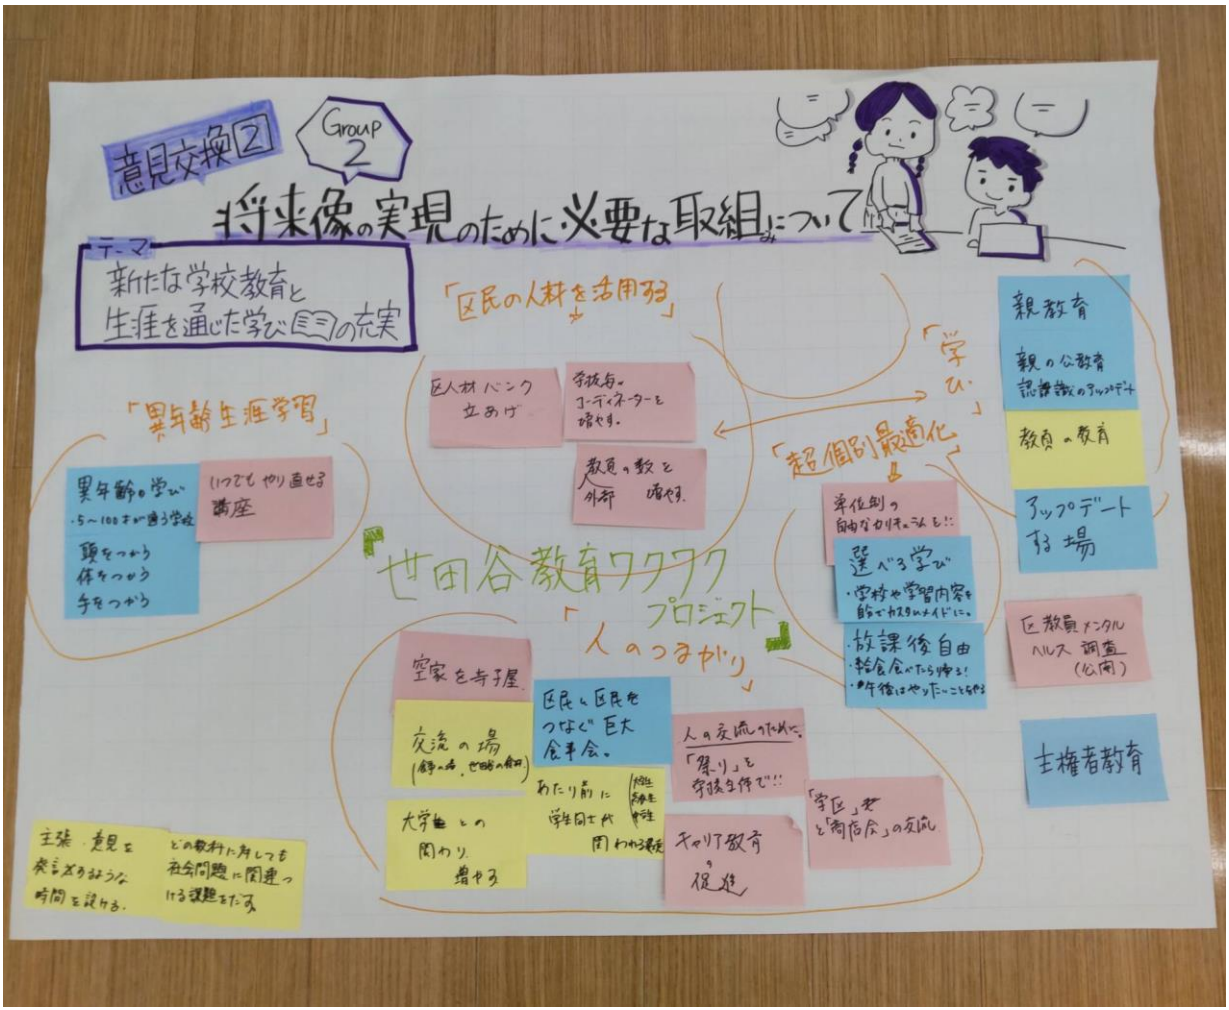 意見交換2
Group
2
将来像の実現のために必要な取組みについて
テーマ
新たな学校教育と
生涯を通じた学びの充実
「異年齢生涯学習」
異年齢の学び
・5～100才が通う学校
頭をつかう
体をつかう
手をつかう
いつでもやり直せる
講座
「区民の人材を活用する」
区人材バンク
立あげ
学校毎の
コーディネーターを
増やす。
教員の数を
外部 増やす。
「学び」
「超個別最適化」
単位制の
自由なカリキュラムを!!
選べる学び
・学校や学習内容を
自分でカスタムメイドに。
・放課後自由
・給食食べたら帰る!
・午後はやりたいことをやる
親教育
親の公教育
認識のアップデート
教員の教育
アップデート
する場
区教員メンタル
ヘルス調査
(公開)
主権者教育
『世田谷教育ワクワク
プロジェクト』
「人のつながり」
空家を寺子屋
交流の場
大学生との
関わり
増やす
区民と区民を
つなぐ巨大
食事会。
あたり前に
学生同士が
関われる
人の交流のために。
「祭り」を
学校主体で!!
キャリア教育
の
促進
「学区」
と「商店会」の交流
主張・意見を
発言するような
時間を設ける.
どの教科に対しても
社会問題に関連づ
ける課題をだす。